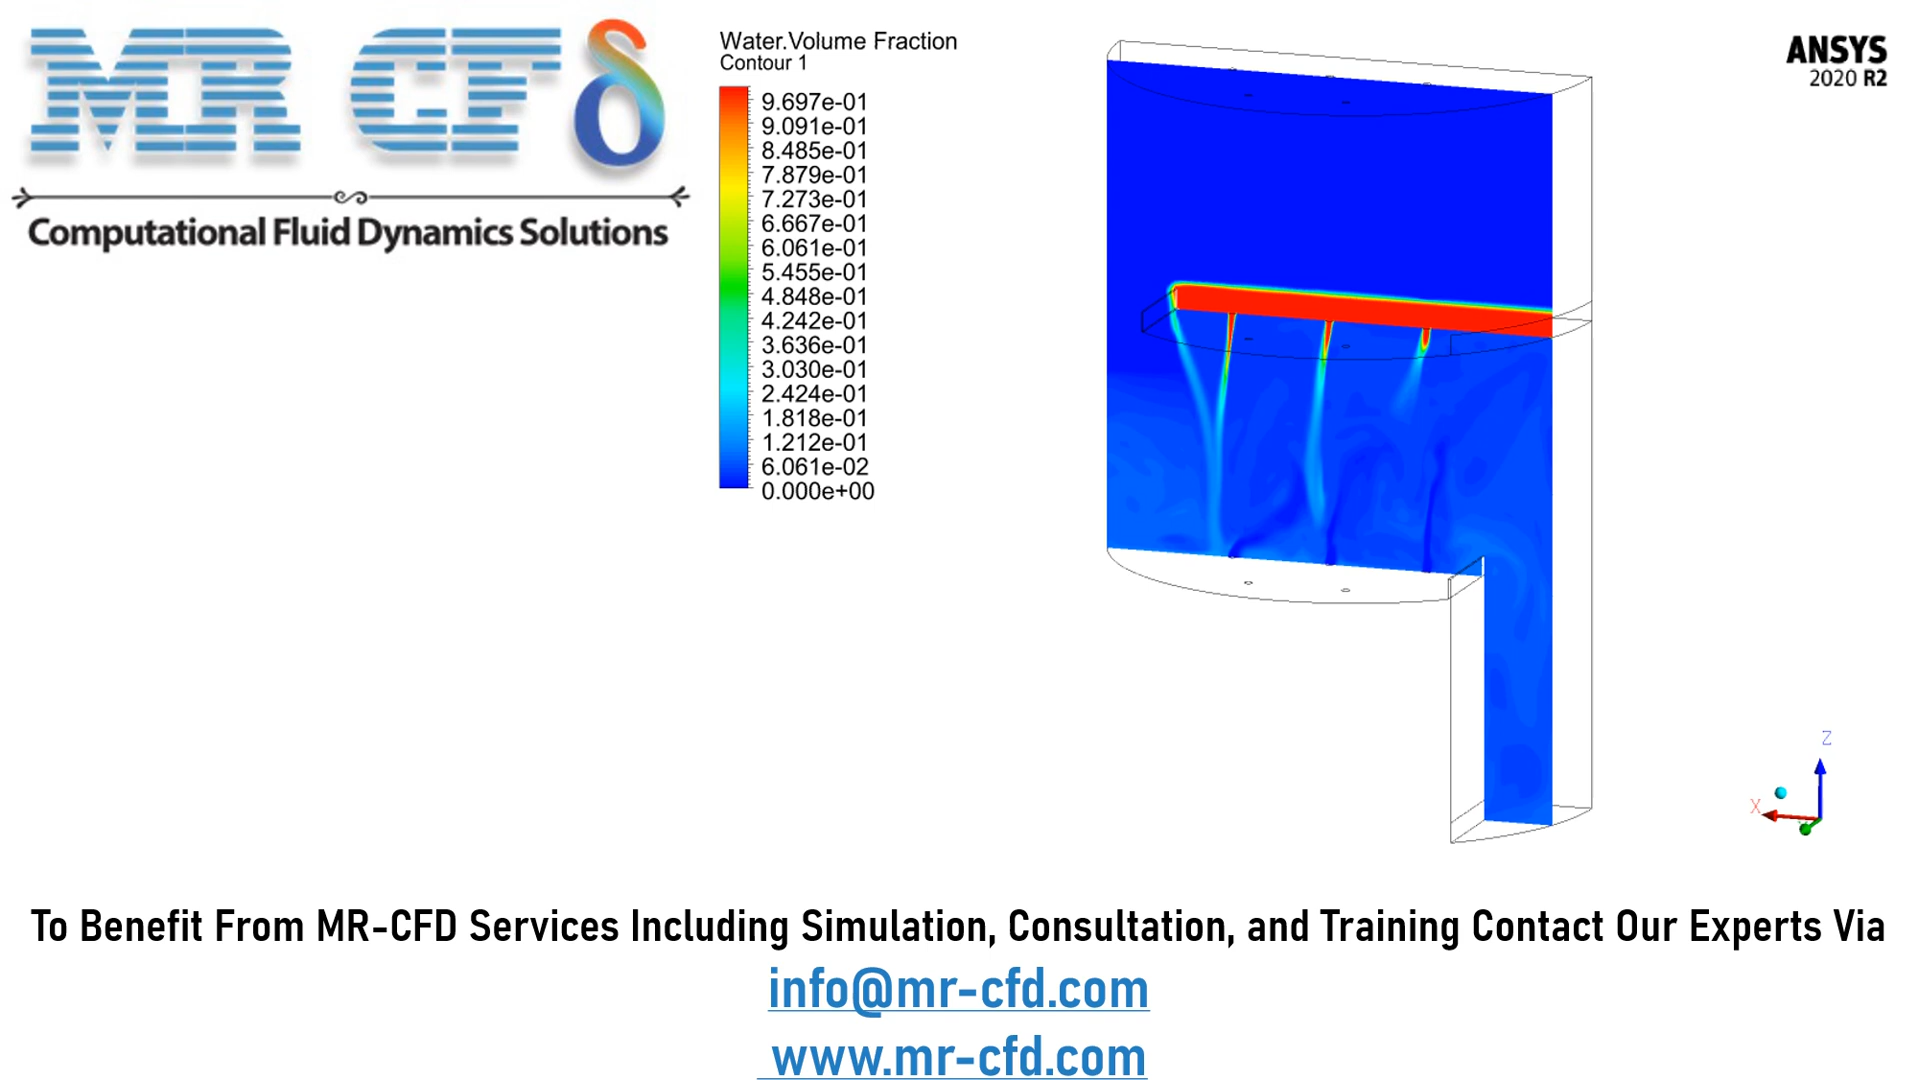 MR CFD
Computational Fluid Dynamics Solutions
Water.Volume Fraction
Contour 1
9.697e-01
9.091e-01
8.485e-01
7.879e-01
7.273e-01
6.667e-01
6.061e-01
5.455e-01
4.848e-01
4.242e-01
3.636e-01
3.030e-01
2.424e-01
1.818e-01
1.212e-01
6.061e-02
0.000e+00
ANSYS
2020 R2
Z
X
To Benefit From MR-CFD Services Including Simulation, Consultation, and Training Contact Our Experts Via
info@mr-cfd.com
www.mr-cfd.com